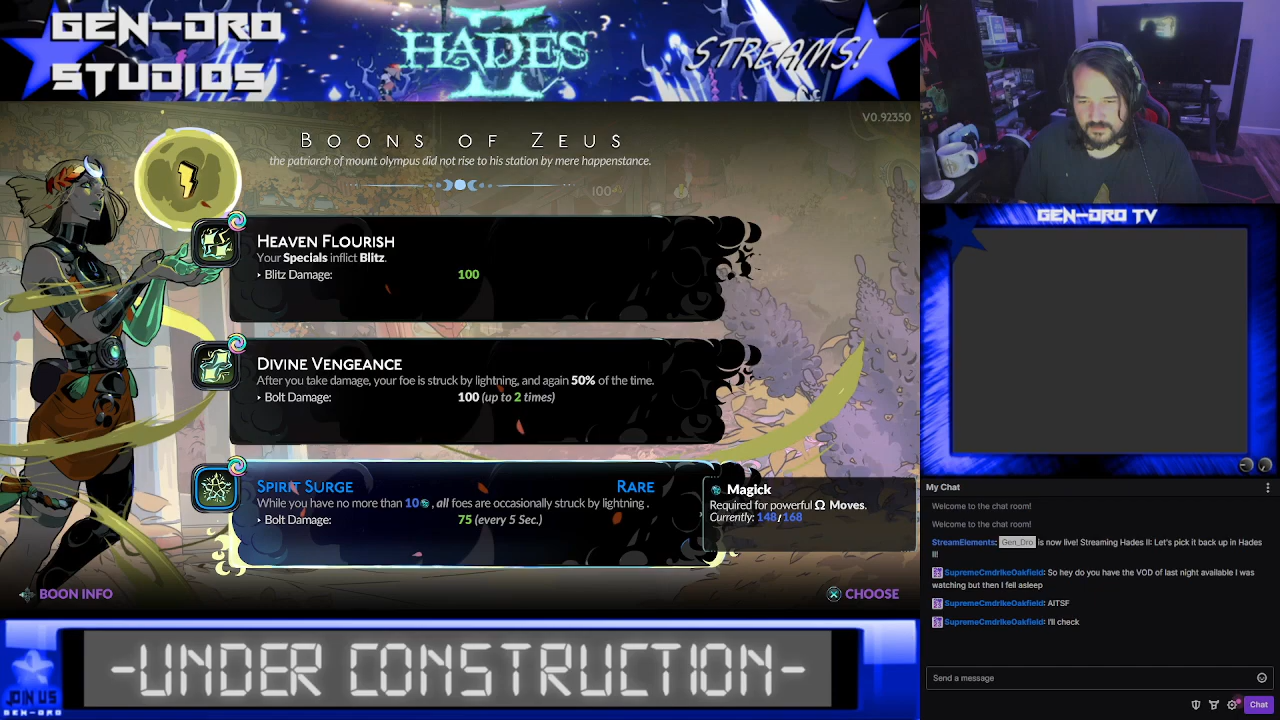 GEN-DRO
STUDIOS
HADES
II
STREAMS!
V0.92350
BOONS OF ZEUS
the patriarch of mount olympus did not rise to his station by mere happenstance.
100
HEAVEN FLOURISH
Your Specials inflict Blitz.
▸ Blitz Damage: 100
DIVINE VENGEANCE
After you take damage, your foe is struck by lightning, and again 50% of the time.
▸ Bolt Damage: 100 (up to 2 times)
SPIRIT SURGE RARE
While you have no more than 10, all foes are occasionally struck by lightning .
▸ Bolt Damage: 75 (every 5 Sec.)
Magick
Required for powerful Ω Moves.
Currently: 148/168
BOON INFO
CHOOSE
-UNDER CONSTRUCTION-
JOIN US
GEN-DRO
GEN-DRO TV
My Chat
Welcome to the chat room!
Welcome to the chat room!
StreamElements: Gen_Dro is now live! Streaming Hades II: Let's pick it back up in Hades
II!
SupremeCmdrIkeOakfield: So hey do you have the VOD of last night available I was
watching but then I fell asleep
SupremeCmdrIkeOakfield: AITSF
SupremeCmdrIkeOakfield: I'll check
Send a message
Chat